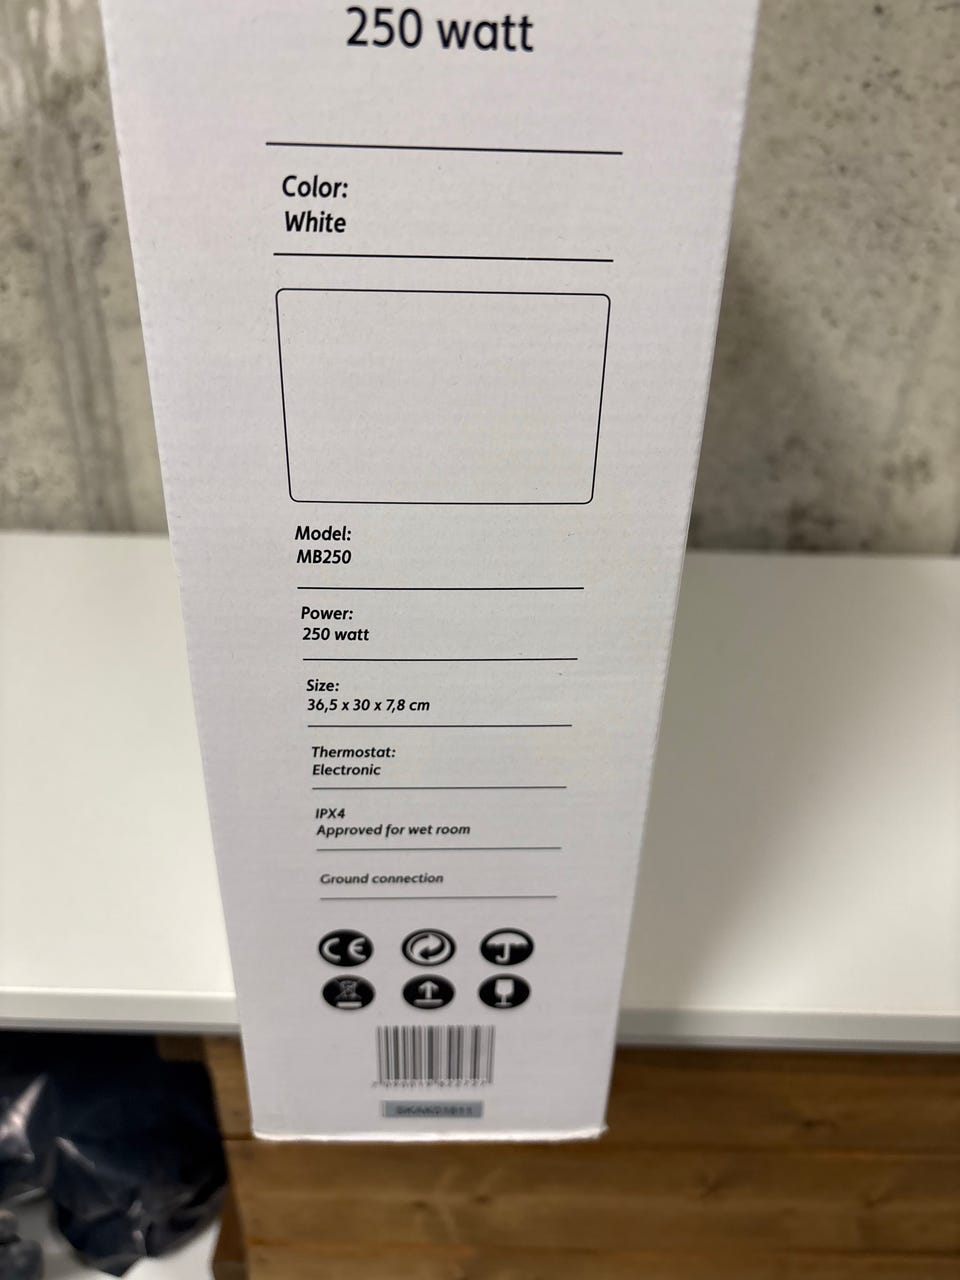 250 watt
Color:
White
Model:
MB250
Power:
250 watt
Size:
36,5 x 30 x 7,8 cm
Thermostat:
Electronic
IPX4
Approved for wet room
Ground connection
CE